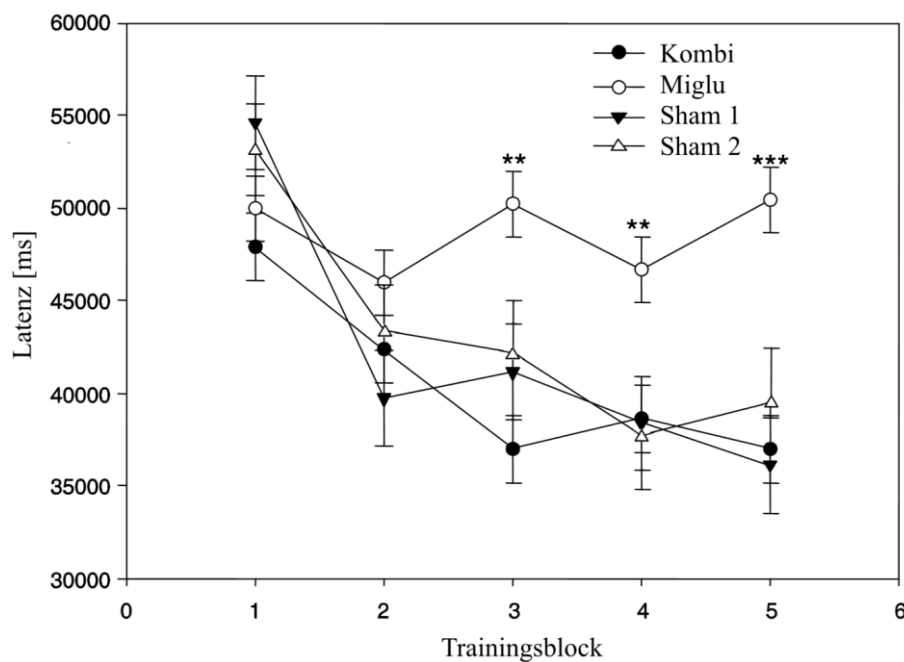 60000
55000
50000
45000
40000
35000
30000
Latenz [ms]
Kombi
Miglu
Sham 1
Sham 2
**
**
***
0 1 2 3 4 5 6
Trainingsblock